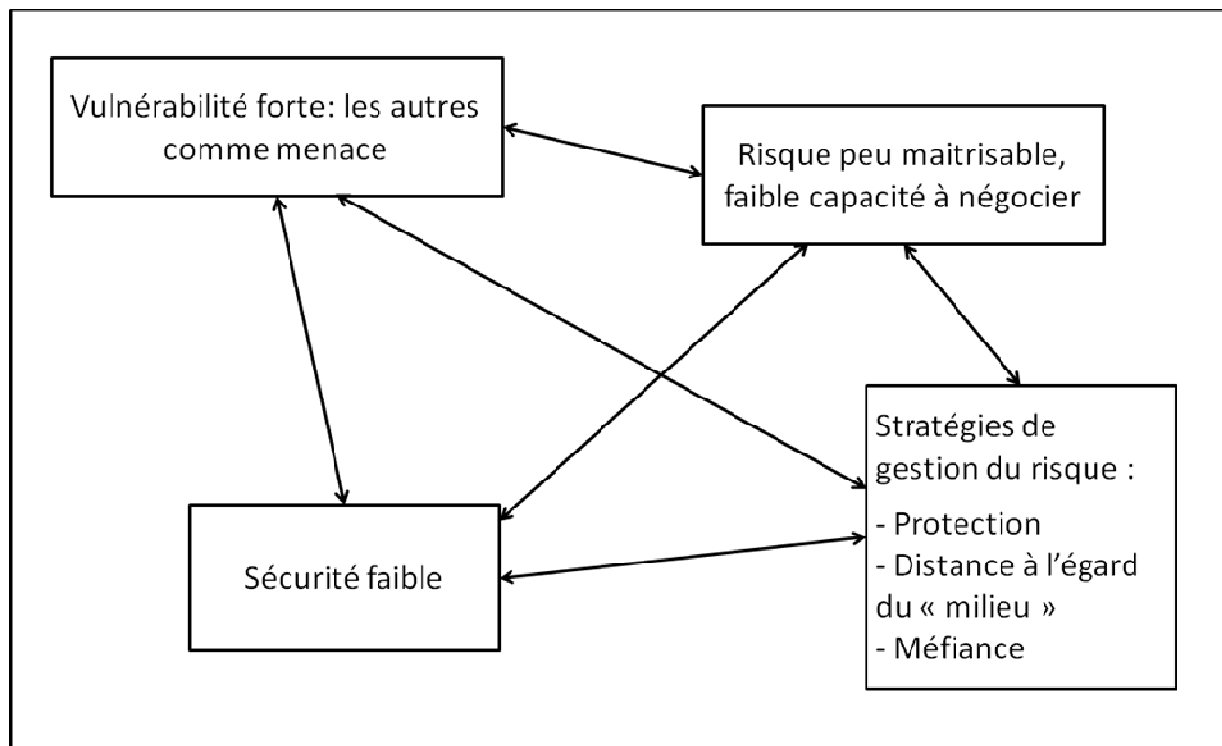 Vulnérabilité forte: les autres
comme menace
Risque peu maitrisable,
faible capacité à négocier
Sécurité faible
Stratégies de
gestion du risque :
- Protection
- Distance à l'égard
du « milieu »
- Méfiance